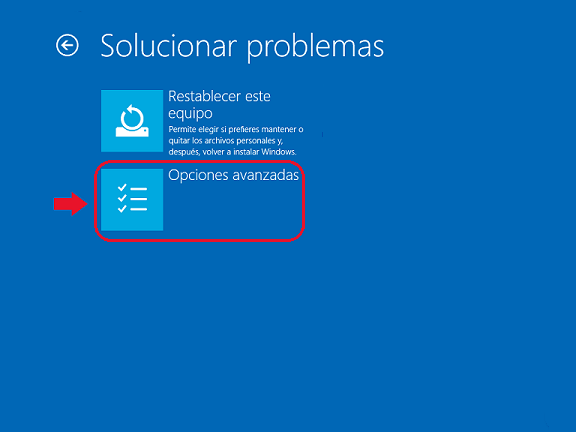 Solucionar problemas
Restablecer este
equipo
Permite elegir si prefieres mantener o
quitar los archivos personales y,
después, volver a instalar Windows.
Opciones avanzadas